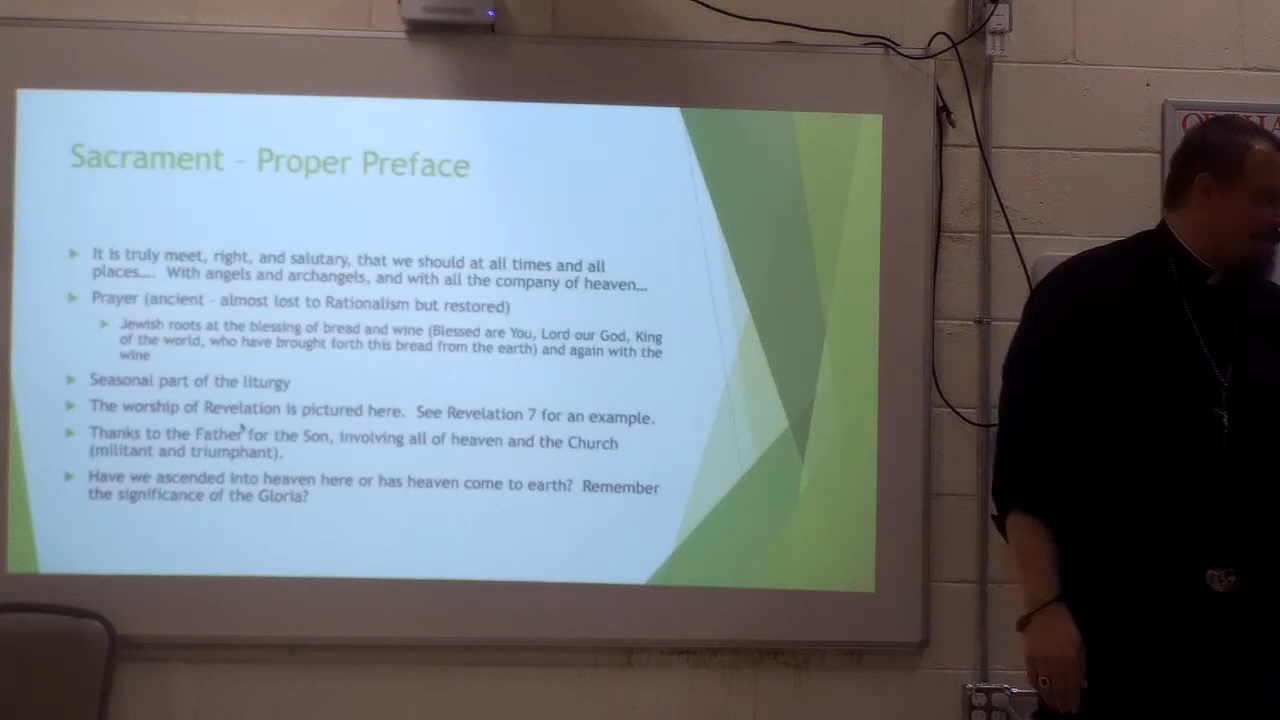 Sacrament - Proper Preface
It is truly meet, right, and salutary, that we should at all times and all
places.... With angels and archangels, and with all the company of heaven...
Prayer (ancient - almost lost to Rationalism but restored)
Jewish roots at the blessing of bread and wine (Blessed are You, Lord our God, King
of the world, who have brought forth this bread from the earth) and again with the
wine
Seasonal part of the liturgy
The worship of Revelation is pictured here. See Revelation 7 for an example.
Thanks to the Father for the Son, involving all of heaven and the Church
(militant and triumphant).
Have we ascended into heaven here or has heaven come to earth? Remember
the significance of the Gloria?